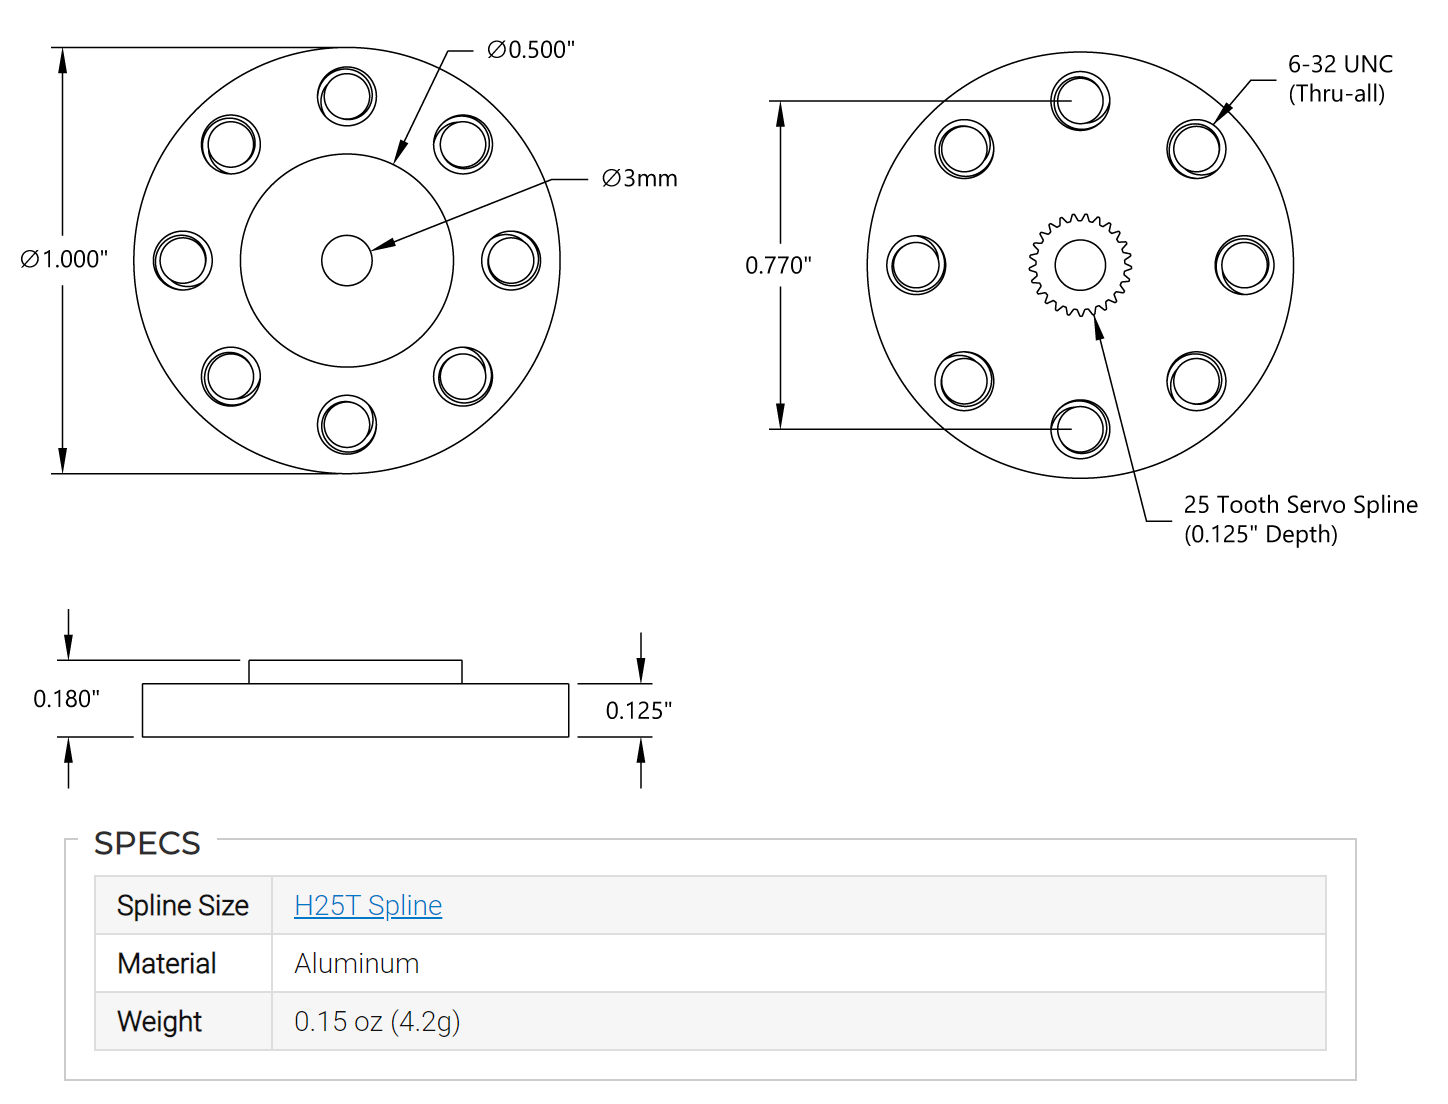 ∅0.500"
∅3mm
∅1.000"
6-32 UNC
(Thru-all)
0.770"
25 Tooth Servo Spline
(0.125" Depth)
0.180"
0.125"
SPECS
Spline Size H25T Spline
Material Aluminum
Weight 0.15 oz (4.2g)